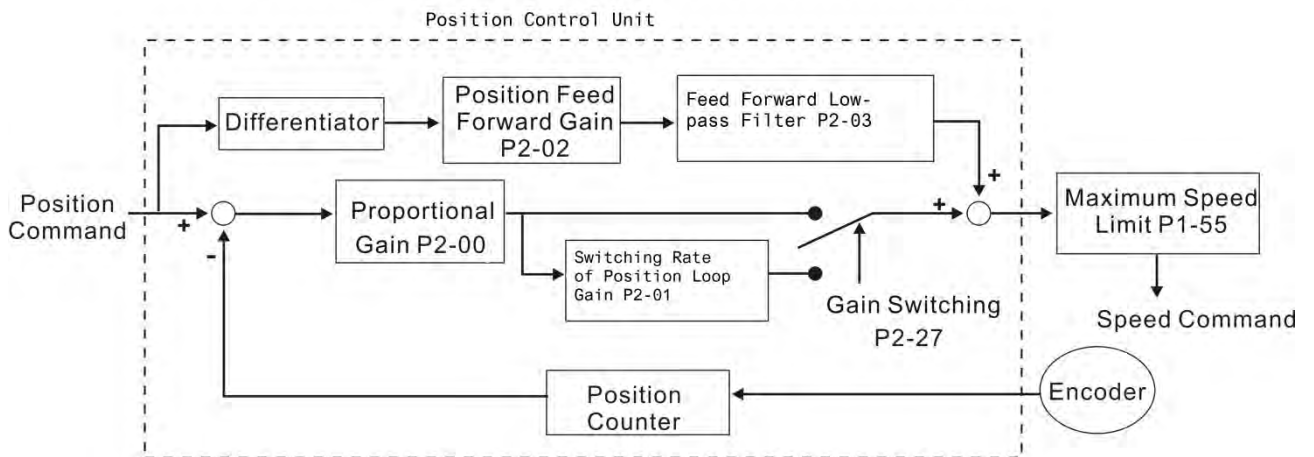 Position Control Unit
Differentiator
Position Feed
Forward Gain
P2-02
Feed Forward Low-
pass Filter P2-03
+
Position
Command
+
-
Proportional
Gain P2-00
Switching Rate
of Position Loop
Gain P2-01
+
Gain Switching
P2-27
Maximum Speed
Limit P1-55
Speed Command
Position
Counter
Encoder